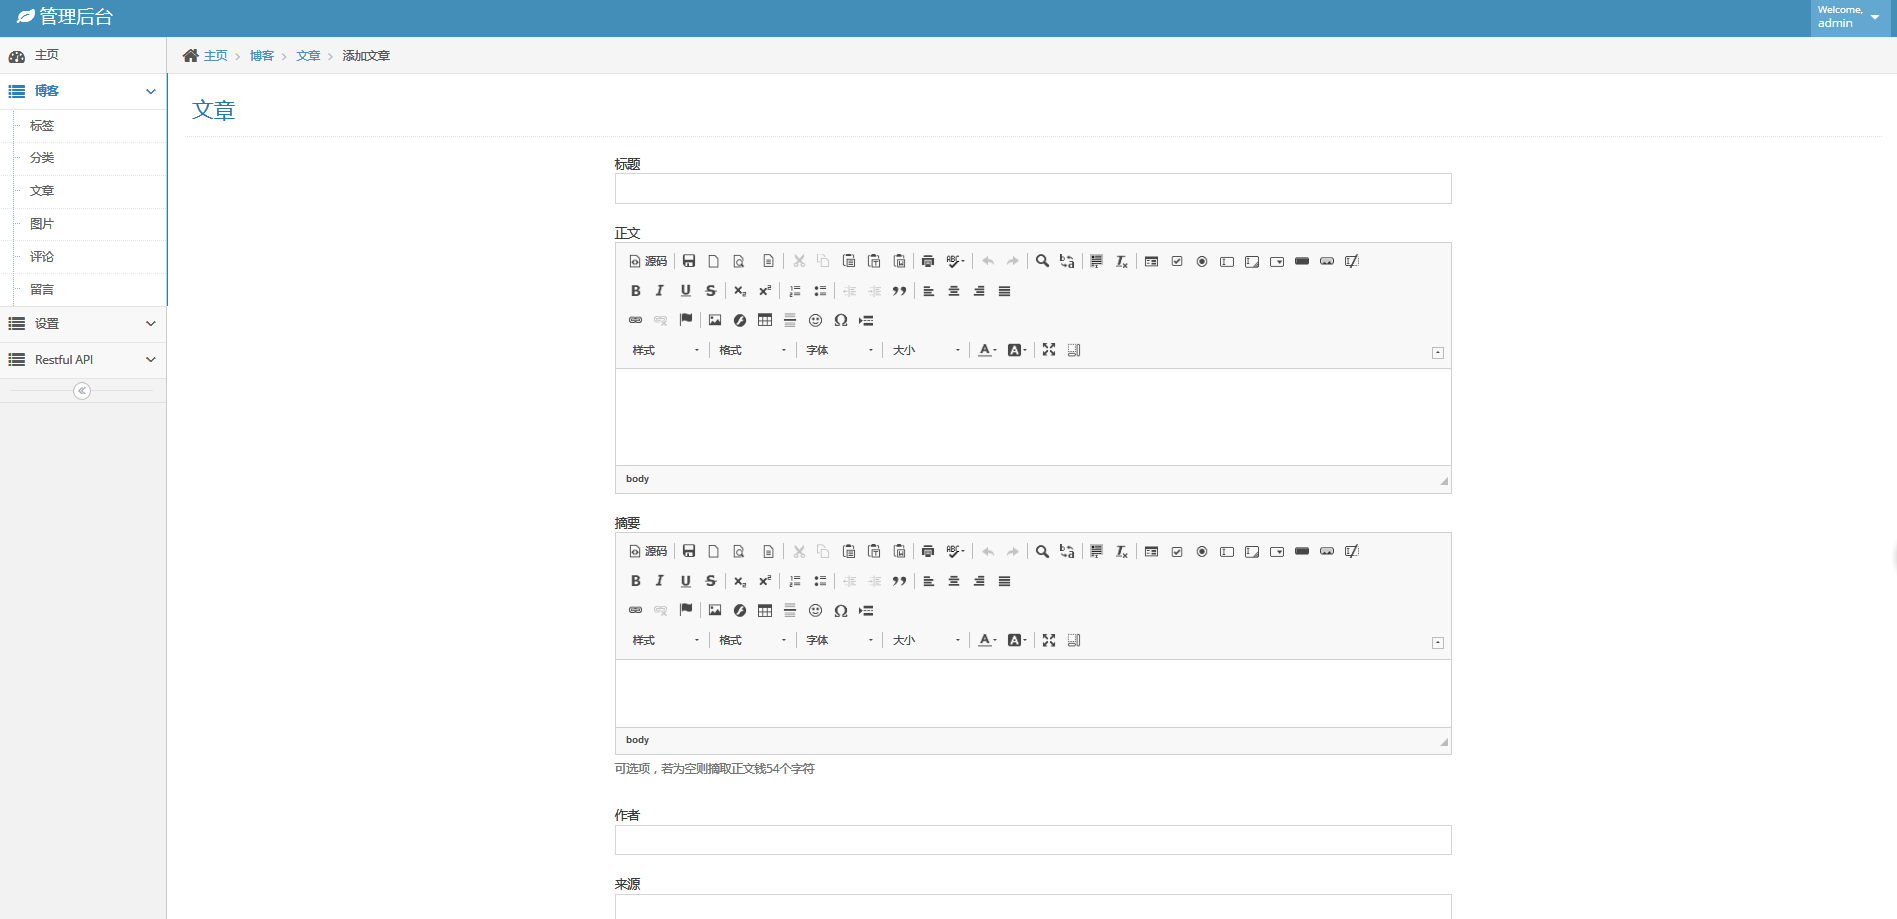 管理后台
Welcome,
admin
主页
博客
标签
分类
文章
图片
评论
留言
设置
Restful API
主页 > 博客 > 文章 > 添加文章
文章
标题
正文
源码
样式 格式 字体 大小
body
摘要
源码
样式 格式 字体 大小
body
可选项，若为空则摘取正文钱54个字符
作者
来源